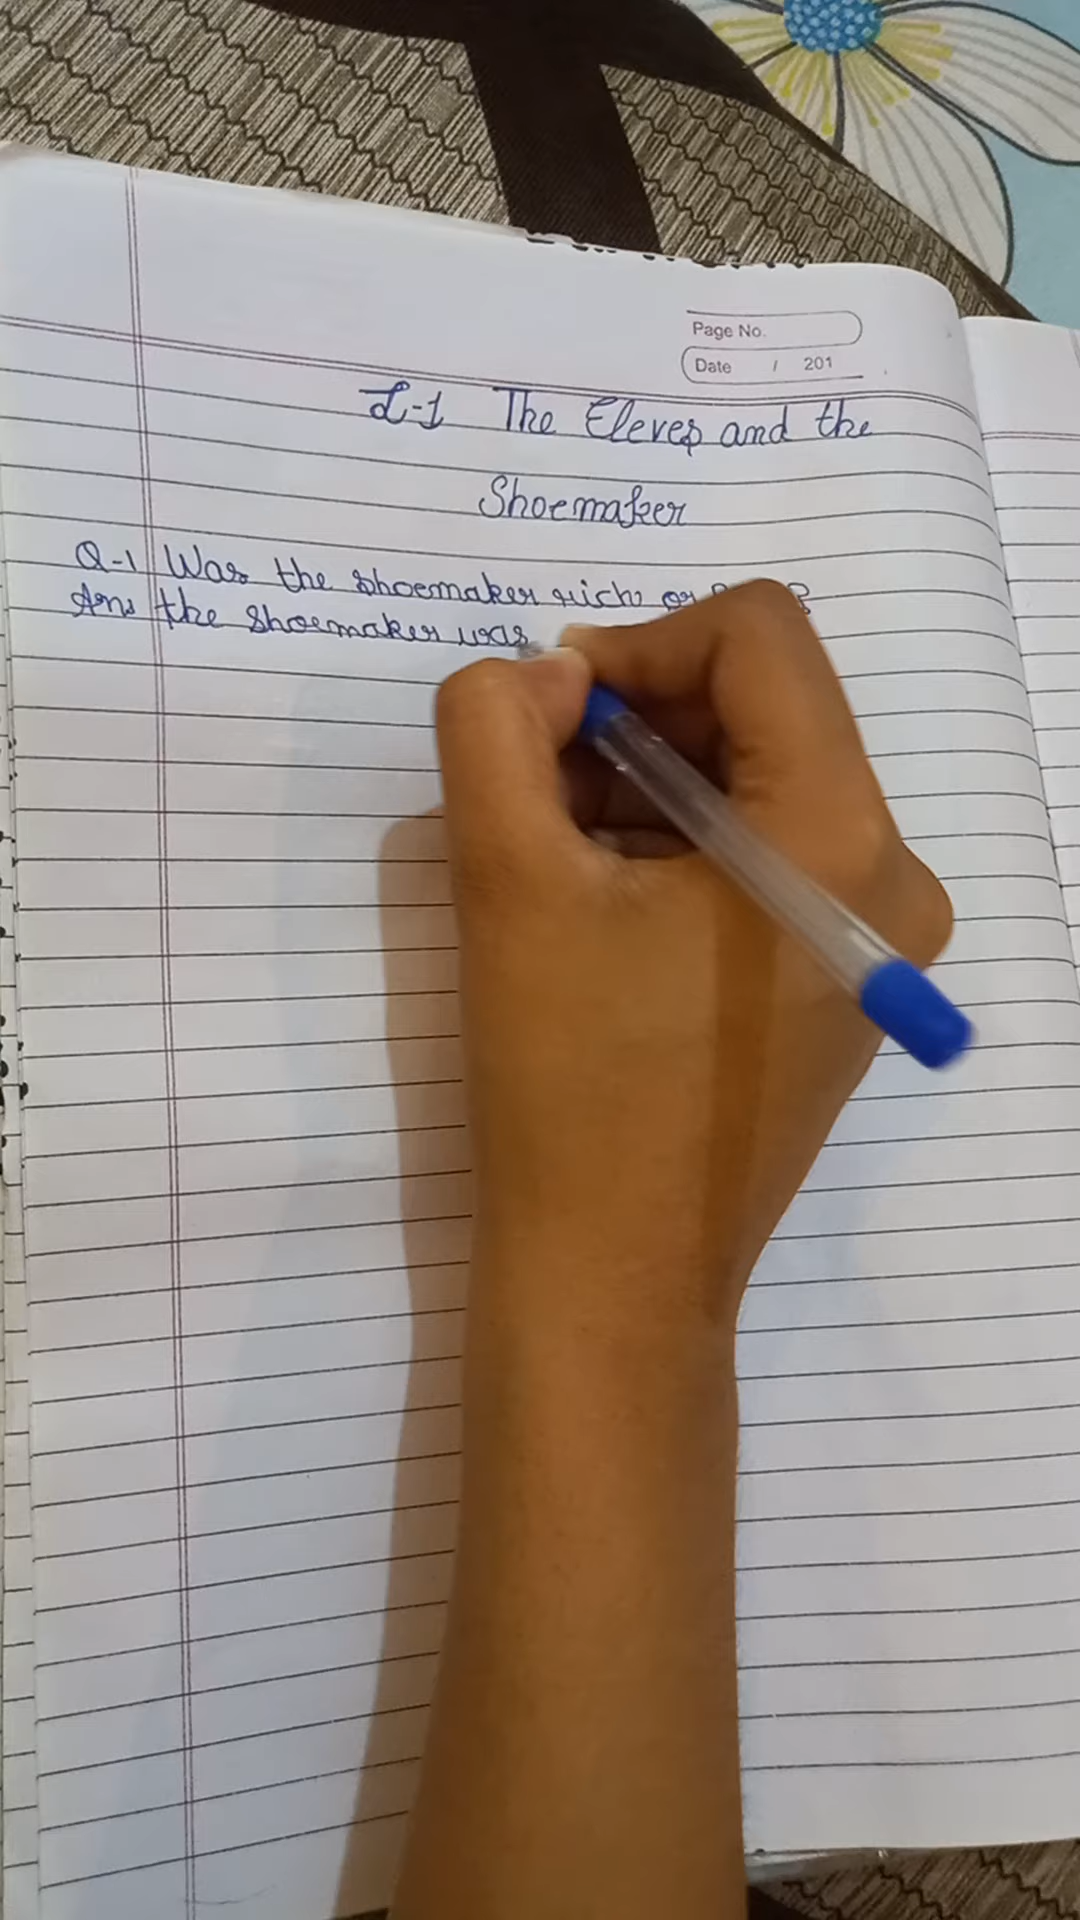 Page No.
Date / 201
L-1 The Eleves and the
Shoemaker
Q-1 Was the shoemaker rich or ?
Ans the Shoemaker was